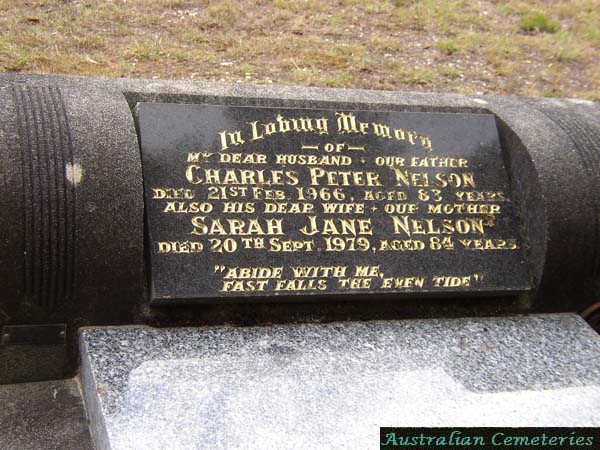 In Loving Memory
OF
MY DEAR HUSBAND · OUR FATHER
CHARLES PETER NELSON
DIED 21ST FEB. 1966, AGED 83 YEARS.
ALSO HIS DEAR WIFE · OUR MOTHER
SARAH JANE NELSON
DIED 20TH SEPT. 1979, AGED 84 YEARS.
"ABIDE WITH ME,
FAST FALLS THE EVEN TIDE"
Australian Cemeteries